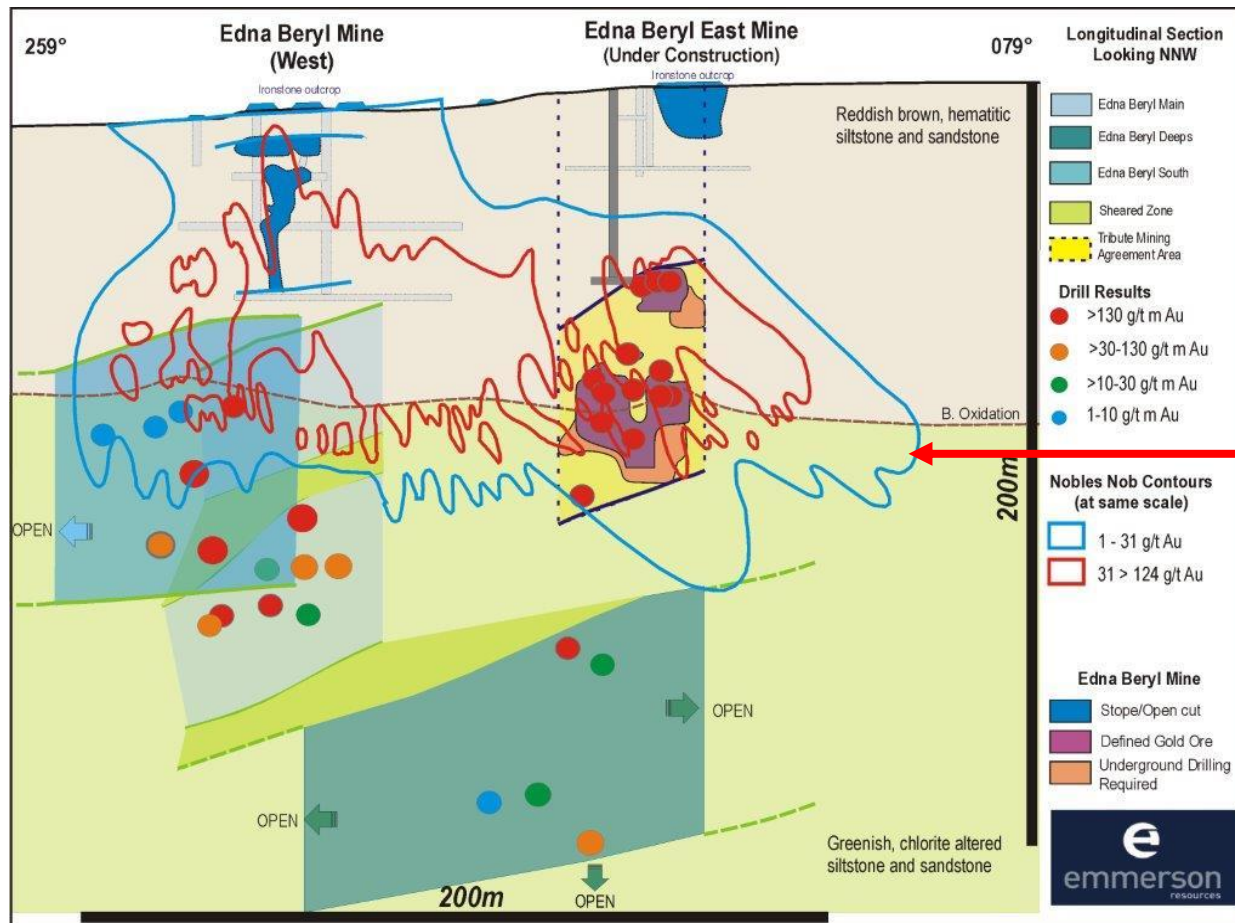 259°
Edna Beryl Mine
(West)
Ironstone outcrop
Edna Beryl East Mine
(Under Construction)
Ironstone outcrop
079°
Reddish brown, hematitic
siltstone and sandstone
B. Oxidation
200m
OPEN
OPEN
OPEN
OPEN
Greenish, chlorite altered
siltstone and sandstone
200m
Longitudinal Section
Looking NNW
Edna Beryl Main
Edna Beryl Deeps
Edna Beryl South
Sheared Zone
Tribute Mining
Agreement Area
Drill Results
>130 g/t m Au
>30-130 g/t m Au
>10-30 g/t m Au
1-10 g/t m Au
Nobles Nob Contours
(at same scale)
1 - 31 g/t Au
31 > 124 g/t Au
Edna Beryl Mine
Stope/Open cut
Defined Gold Ore
Underground Drilling
Required
e
emmerson
resources